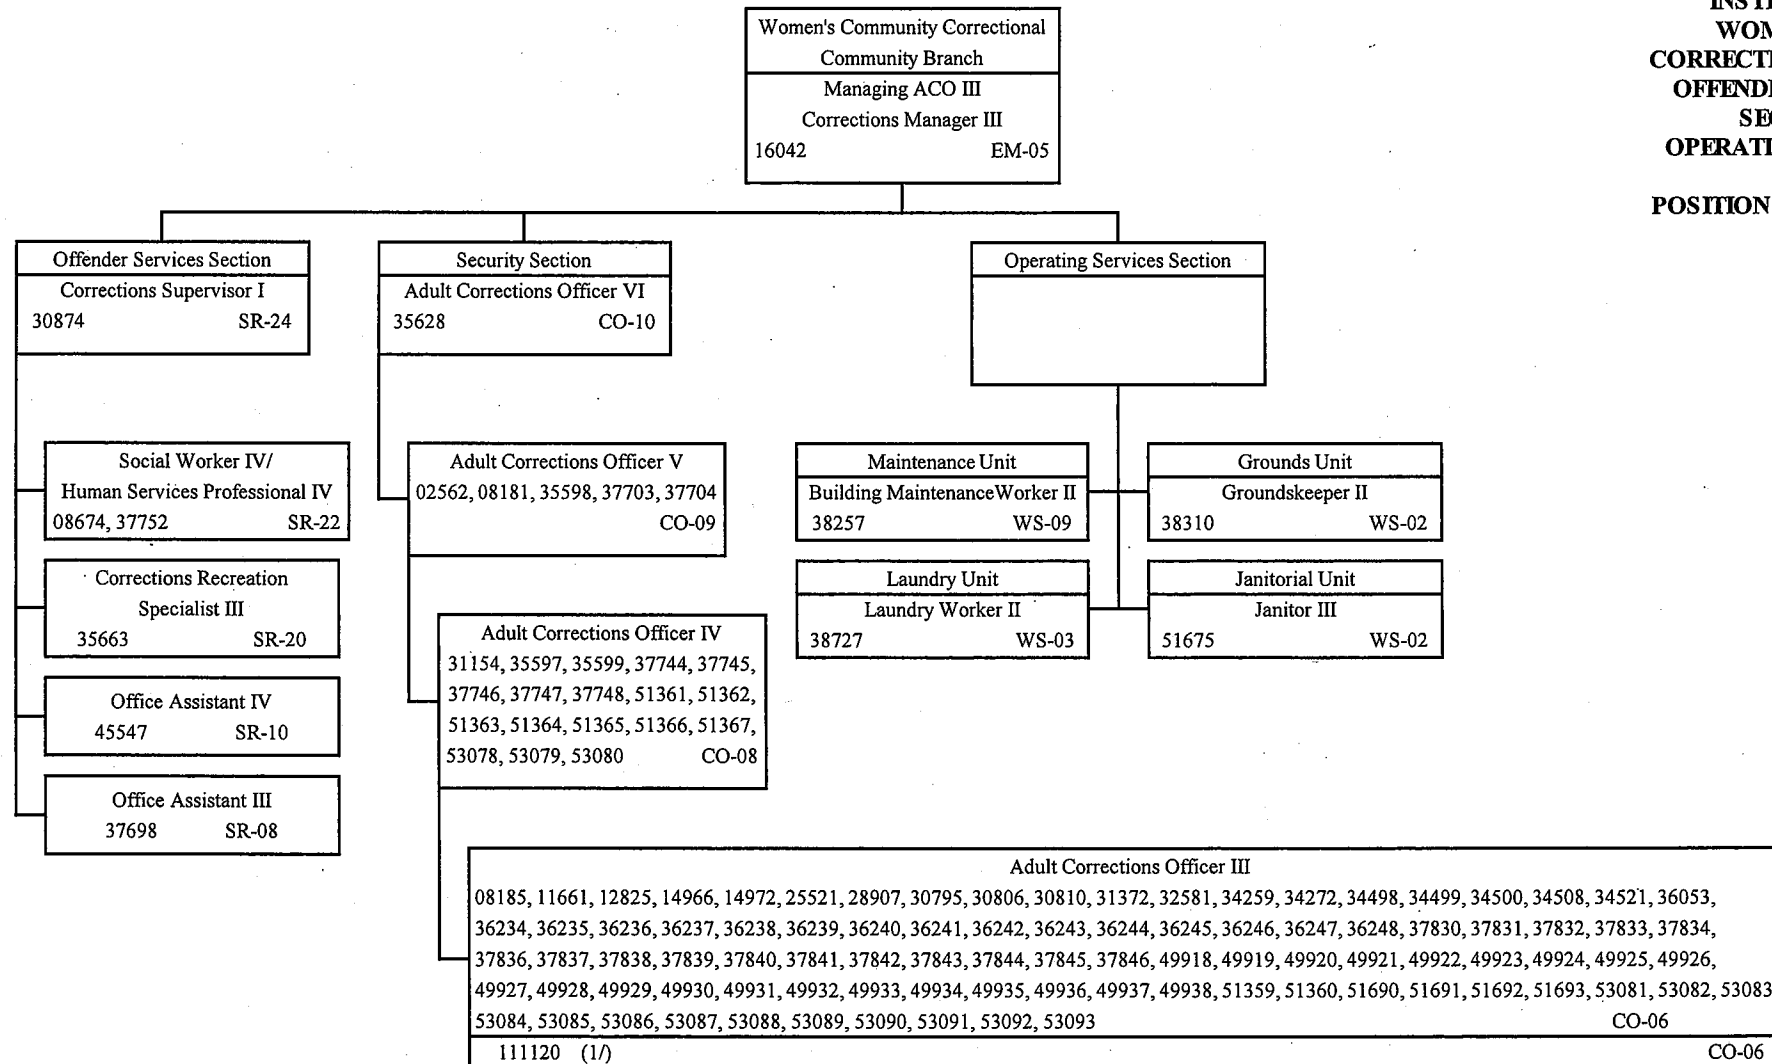 Women's Community Correctional
Community Branch
Managing ACO III
Corrections Manager III
16042 EM-05
WOM
CORRECTI
OFFENDE
SEC
OPERATI
POSITION
Offender Services Section
Corrections Supervisor I
30874 SR-24
Security Section
Adult Corrections Officer VI
35628 CO-10
Operating Services Section
Social Worker IV/
Human Services Professional IV
08674, 37752 SR-22
Corrections Recreation
Specialist III
35663 SR-20
Office Assistant IV
45547 SR-10
Office Assistant III
37698 SR-08
Adult Corrections Officer V
02562, 08181, 35598, 37703, 37704
CO-09
Adult Corrections Officer IV
31154, 35597, 35599, 37744, 37745,
37746, 37747, 37748, 51361, 51362,
51363, 51364, 51365, 51366, 51367,
53078, 53079, 53080 CO-08
Maintenance Unit
Building MaintenanceWorker II
38257 WS-09
Grounds Unit
Groundskeeper II
38310 WS-02
Laundry Unit
Laundry Worker II
38727 WS-03
Janitorial Unit
Janitor III
51675 WS-02
Adult Corrections Officer III
08185, 11661, 12825, 14966, 14972, 25521, 28907, 30795, 30806, 30810, 31372, 32581, 34259, 34272, 34498, 34499, 34500, 34508, 34521, 36053,
36234, 36235, 36236, 36237, 36238, 36239, 36240, 36241, 36242, 36243, 36244, 36245, 36246, 36247, 36248, 37830, 37831, 37832, 37833, 37834,
37836, 37837, 37838, 37839, 37840, 37841, 37842, 37843, 37844, 37845, 37846, 49918, 49919, 49920, 49921, 49922, 49923, 49924, 49925, 49926,
49927, 49928, 49929, 49930, 49931, 49932, 49933, 49934, 49935, 49936, 49937, 49938, 51359, 51360, 51690, 51691, 51692, 51693, 53081, 53082, 53083
53084, 53085, 53086, 53087, 53088, 53089, 53090, 53091, 53092, 53093 CO-06
111120 (1/) CO-06